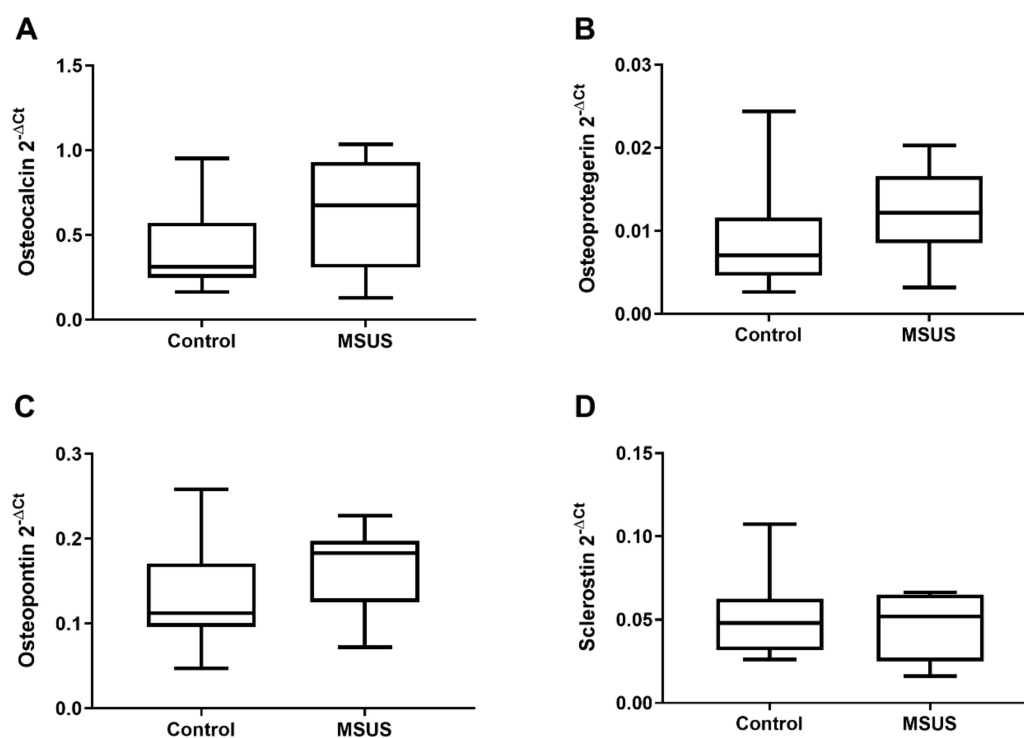 A
Osteocalcin 2^-ΔCt
1.5
1.0
0.5
0.0
Control MSUS
B
Osteoprotegerin 2^-ΔCt
0.03
0.02
0.01
0.00
Control MSUS
C
Osteopontin 2^-ΔCt
0.3
0.2
0.1
0.0
Control MSUS
D
Sclerostin 2^-ΔCt
0.15
0.10
0.05
0.00
Control MSUS